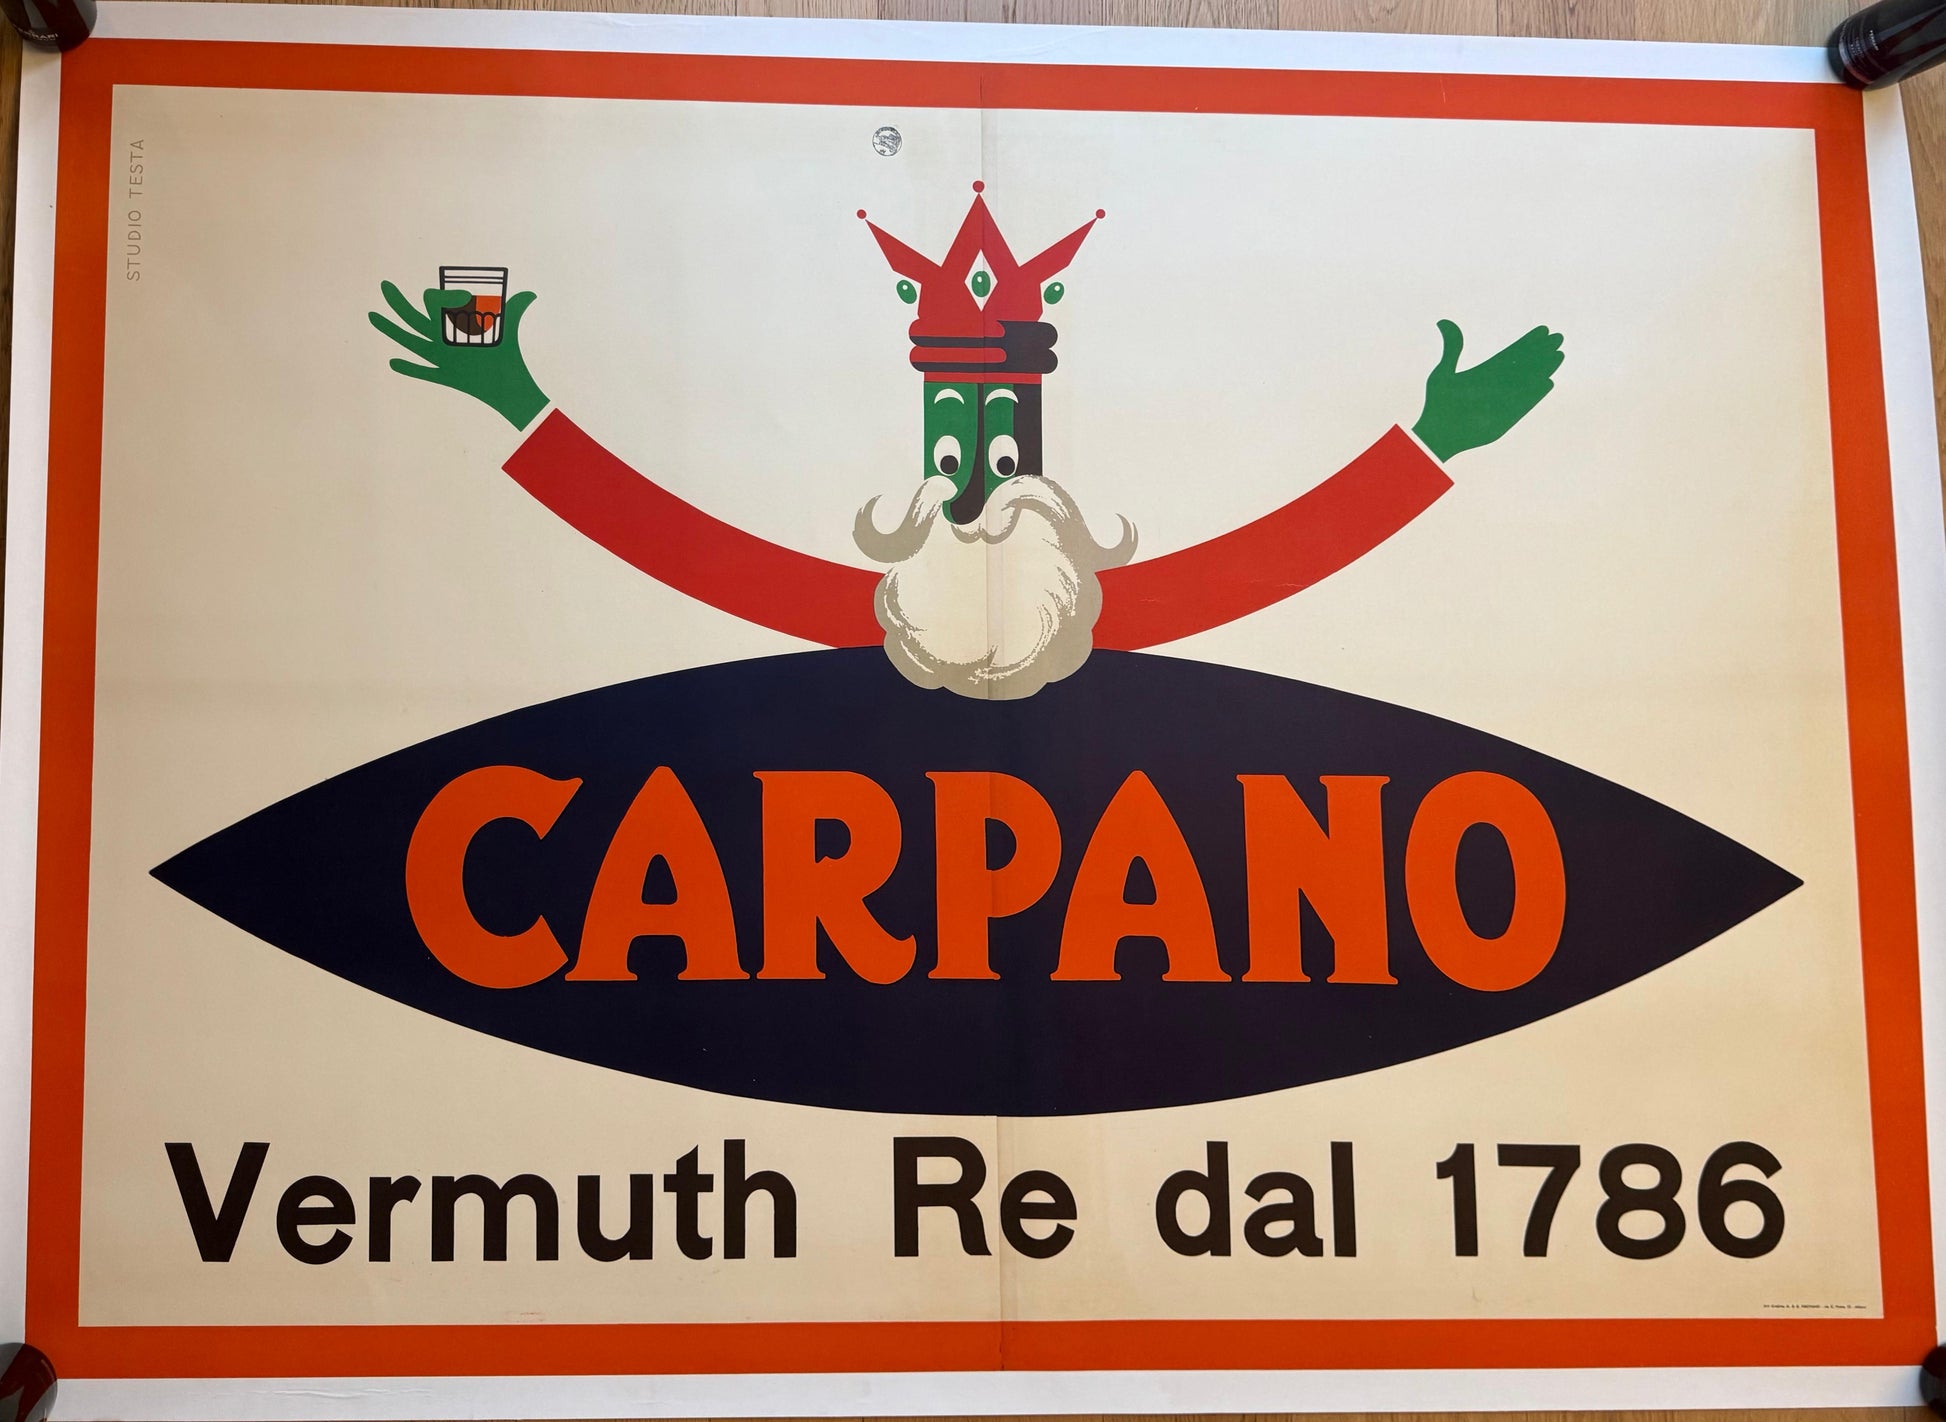 STUDIO TESTA
CARPANO
Vermuth Re dal 1786